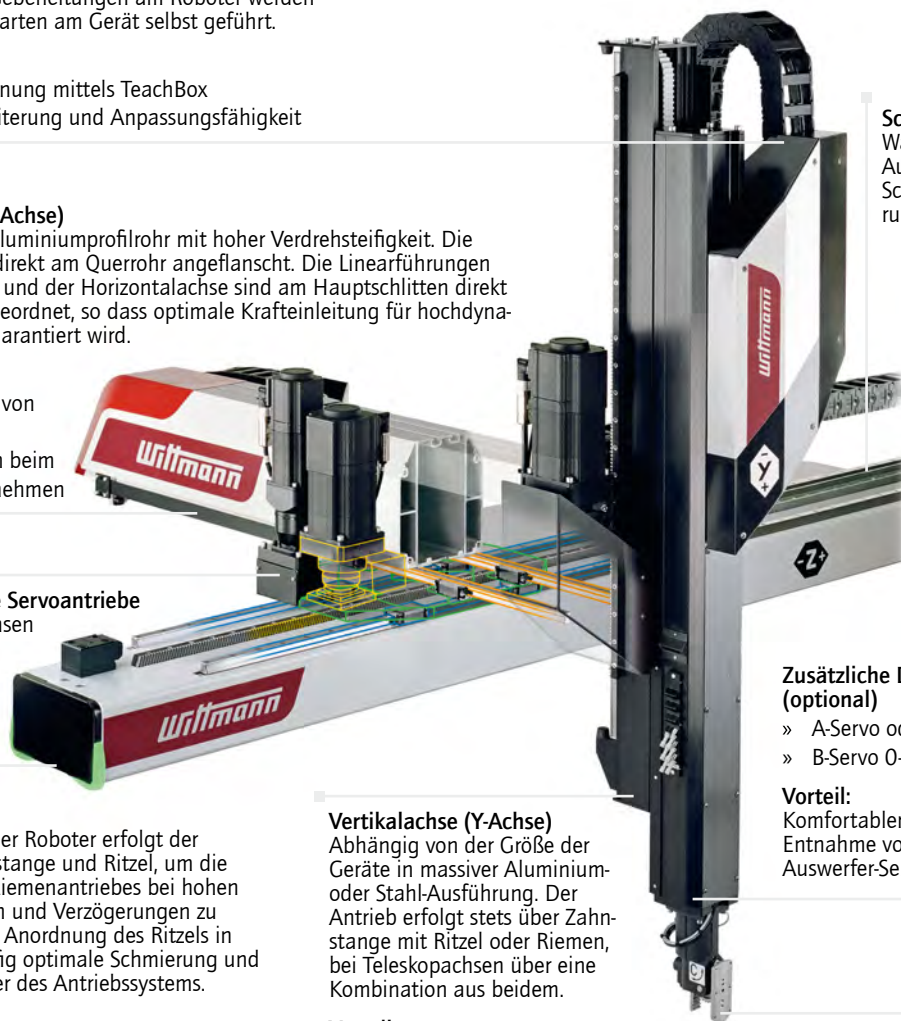 am Roboter werden
arten am Gerät selbst geführt.
nung mittels TeachBox
iterung und Anpassungsfähigkeit
Achse)
luminiumprofilrohr mit hoher Verdrehsteifigkeit. Die
direkt am Querrohr angeflanscht. Die Linearführungen
und der Horizontalachse sind am Hauptschlitten direkt
eordnet, so dass optimale Krafteinleitung für hochdyna-
arantiert wird.
von
n beim
nehmen
e Servoantriebe
hsen
er Roboter erfolgt der
stange und Ritzel, um die
Riemenantriebes bei hohen
n und Verzögerungen zu
Anordnung des Ritzels in
fig optimale Schmierung und
er des Antriebssystems.
Vertikalachse (Y-Achse)
Abhängig von der Größe der
Geräte in massiver Aluminium-
oder Stahl-Ausführung. Der
Antrieb erfolgt stets über Zahn-
stange mit Ritzel oder Riemen,
bei Teleskopachsen über eine
Kombination aus beidem.
Sc
Wa
Au
Sc
ru
Zusätzliche
(optional)
» A-Servo od
» B-Servo 0-
Vorteil:
Komfortabler
Entnahme vo
Auswerfer-Se
Wittmann
Wittmann
Wittmann
- Y +
-Z+
C